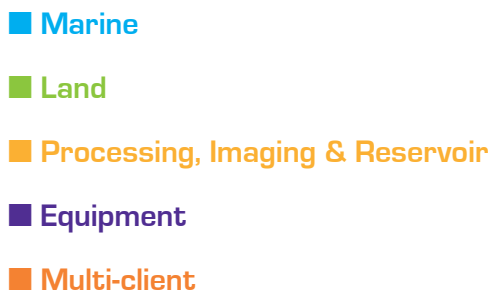 Marine
Land
Processing, Imaging & Reservoir
Equipment
Multi-client